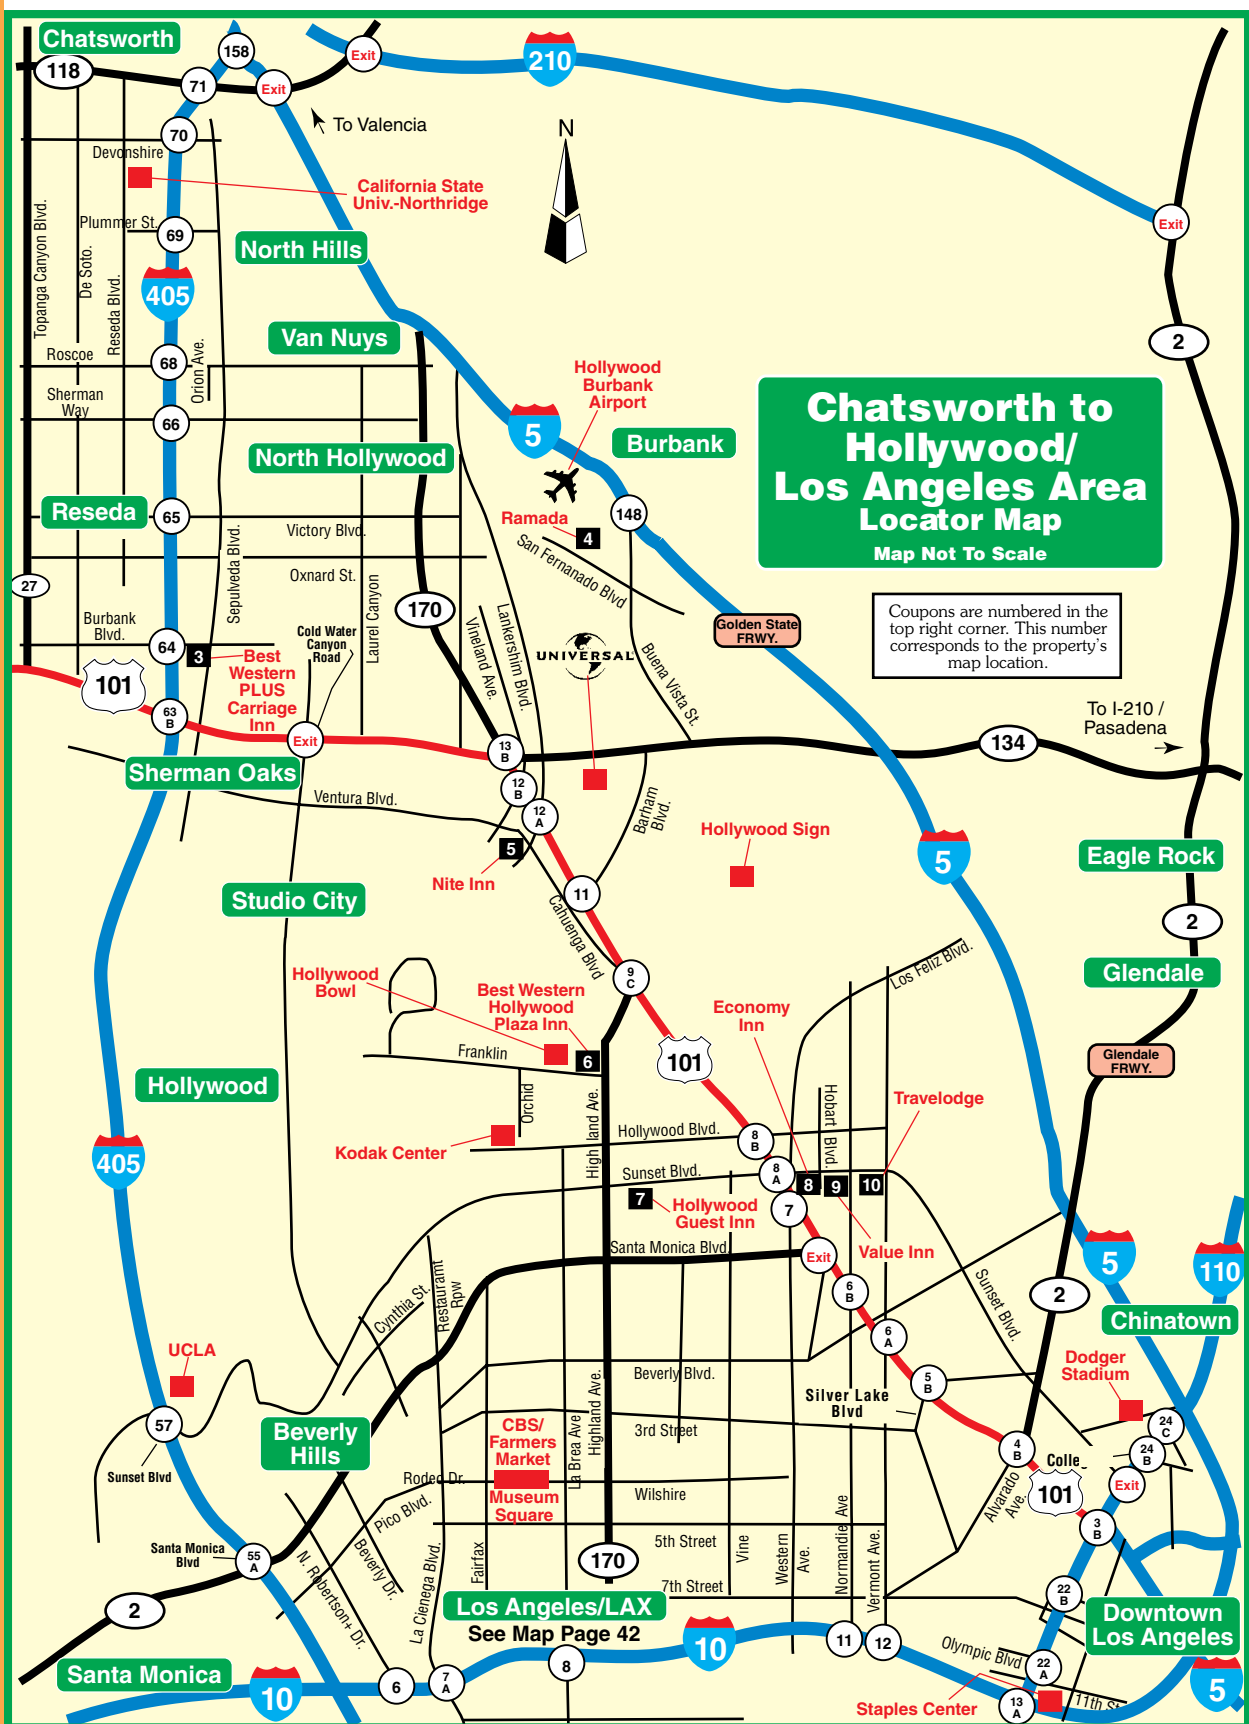 Chatsworth
118
158
71
Exit
Exit
210
70
To Valencia
N
Devonshire
California State
Univ.-Northridge
Topanga Canyon Blvd.
De Soto.
Reseda Blvd.
Plummer St.
69
North Hills
Exit
405
Van Nuys
2
Roscoe
68
Orion Ave.
Sherman
Way
66
Hollywood
Burbank
Airport
5
Burbank
Chatsworth to
Hollywood/
Los Angeles Area
Locator Map
Map Not To Scale
North Hollywood
Reseda
65
Victory Blvd.
148
Ramada
4
San Fernanado Blvd
Sepulveda Blvd.
Oxnard St.
Laurel Canyon
27
170
Burbank
Blvd.
64
3
Best
Western
PLUS
Carriage
Inn
Cold Water
Canyon
Road
Vineland Ave.
Lankershim Blvd.
UNIVERSAL
Buena Vista St.
Golden State
FRWY.
Coupons are numbered in the
top right corner. This number
corresponds to the property's
map location.
101
63
B
Exit
13
B
134
To I-210 /
Pasadena
Sherman Oaks
Ventura Blvd.
12
B
12
A
Barham
Blvd.
Hollywood Sign
5
Nite Inn
5
Eagle Rock
Studio City
11
Cahuenga Blvd
2
Glendale
9
C
Los Feliz Blvd.
Hollywood
Bowl
Best Western
Hollywood
Plaza Inn
Economy
Inn
Franklin
6
101
Glendale
FRWY.
Hollywood
Orchid
Highland Ave.
Hobart Blvd.
Travelodge
405
Kodak Center
Hollywood Blvd.
8
B
Sunset Blvd.
8
A
8
9
10
7
Hollywood
Guest Inn
7
Santa Monica Blvd.
Exit
Value Inn
5
110
Restauramt
Rpw
Cynthia St.
6
B
Sunset Blvd.
2
Chinatown
6
A
UCLA
Beverly Blvd.
5
B
Dodger
Stadium
Silver Lake
Blvd
57
Sunset Blvd
Beverly
Hills
CBS/
Farmers
Market
La Brea Ave
Highland Ave.
3rd Street
4
B
24
C
24
B
Colle
Rodeo Dr.
Museum
Square
Wilshire
Alvarado
Ave.
101
Exit
Pico Blvd.
3
B
Santa Monica
Blvd
55
A
N. Robertson+ Dr.
Beverly Dr.
La Cienega Blvd.
Fairfax
170
5th Street
Vine
Western
Ave.
Normandie Ave
Vermont Ave.
7th Street
2
Los Angeles/LAX
See Map Page 42
22
B
Downtown
Los Angeles
10
11
12
Olympic Blvd
Santa Monica
10
6
7
A
8
22
A
5
Staples Center
13
A
11th St